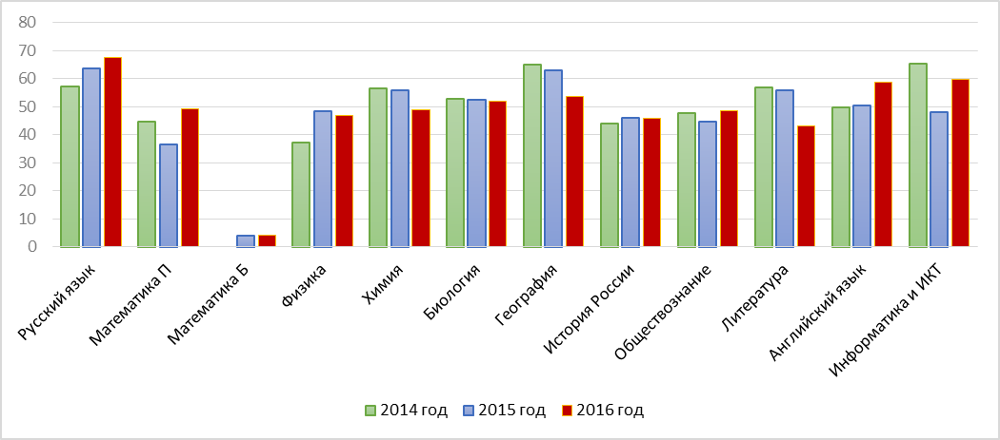 80
70
60
50
40
30
20
10
0
Русский язык
Математика П
Математика Б
Физика
Химия
Биология
География
История России
Обществознание
Литература
Английский язык
Информатика и ИКТ
2014 год 2015 год 2016 год